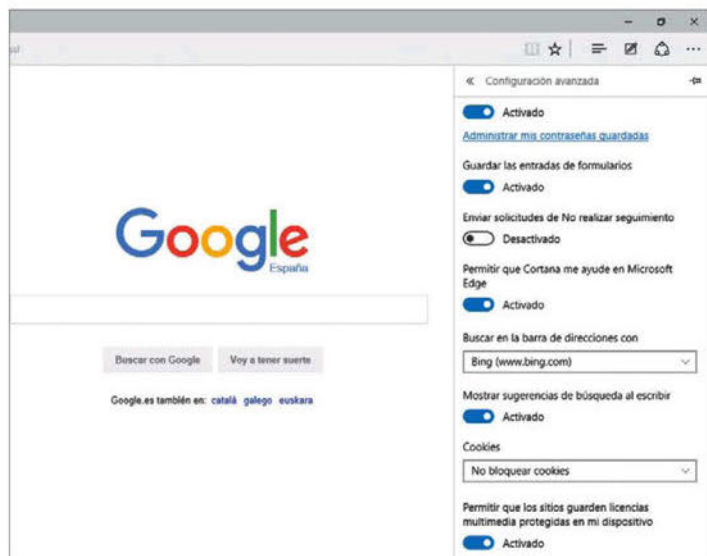 Google
España
Buscar con Google
Voy a tener suerte
Google.es también en: català galego euskara
Configuración avanzada
Activado
Administrar mis contraseñas guardadas
Guardar las entradas de formularios
Activado
Enviar solicitudes de No realizar seguimiento
Desactivado
Permitir que Cortana me ayude en Microsoft
Edge
Activado
Buscar en la barra de direcciones con
Bing (www.bing.com)
Mostrar sugerencias de búsqueda al escribir
Activado
Cookies
No bloquear cookies
Permitir que los sitios guarden licencias
multimedia protegidas en mi dispositivo
Activado